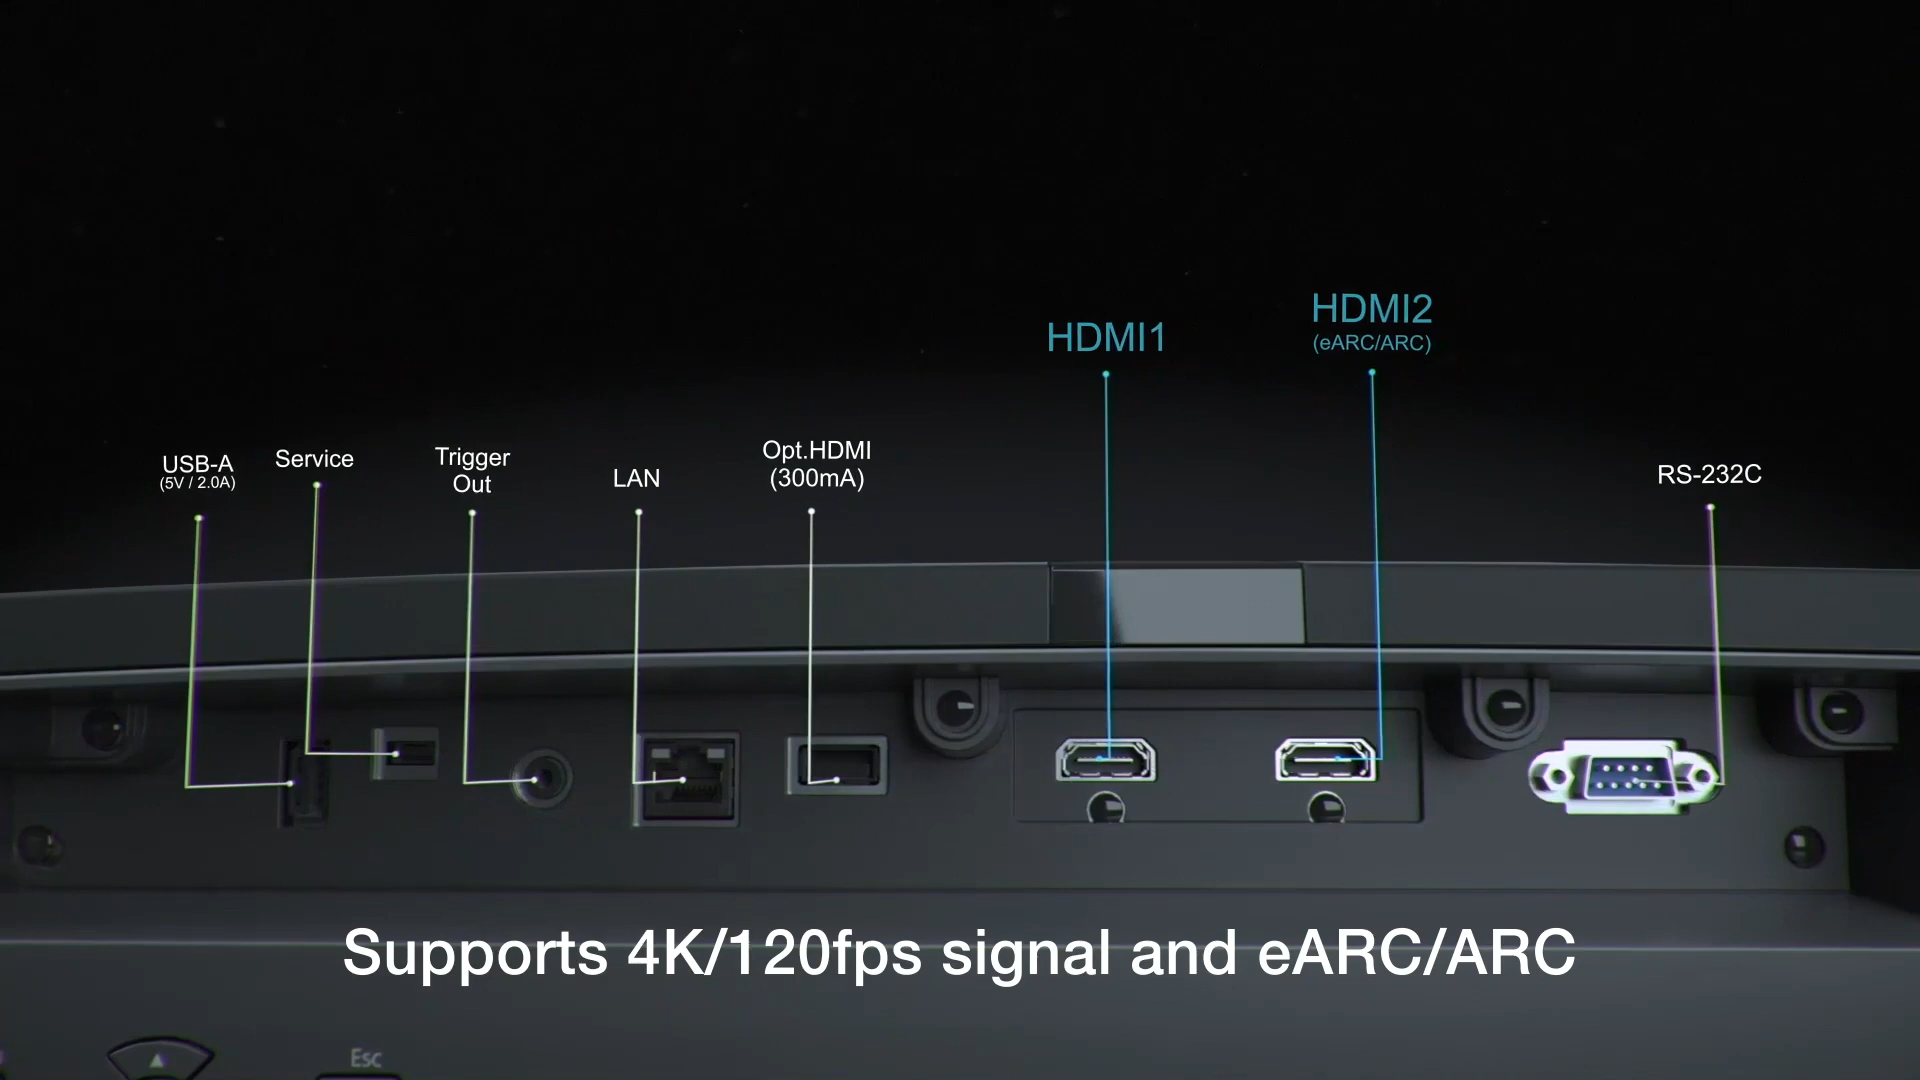 HDMI2
(eARC/ARC)
HDMI1
USB-A
(5V / 2.0A)
Service
Trigger
Out
LAN
Opt.HDMI
(300mA)
RS-232C
Supports 4K/120fps signal and eARC/ARC
Esc